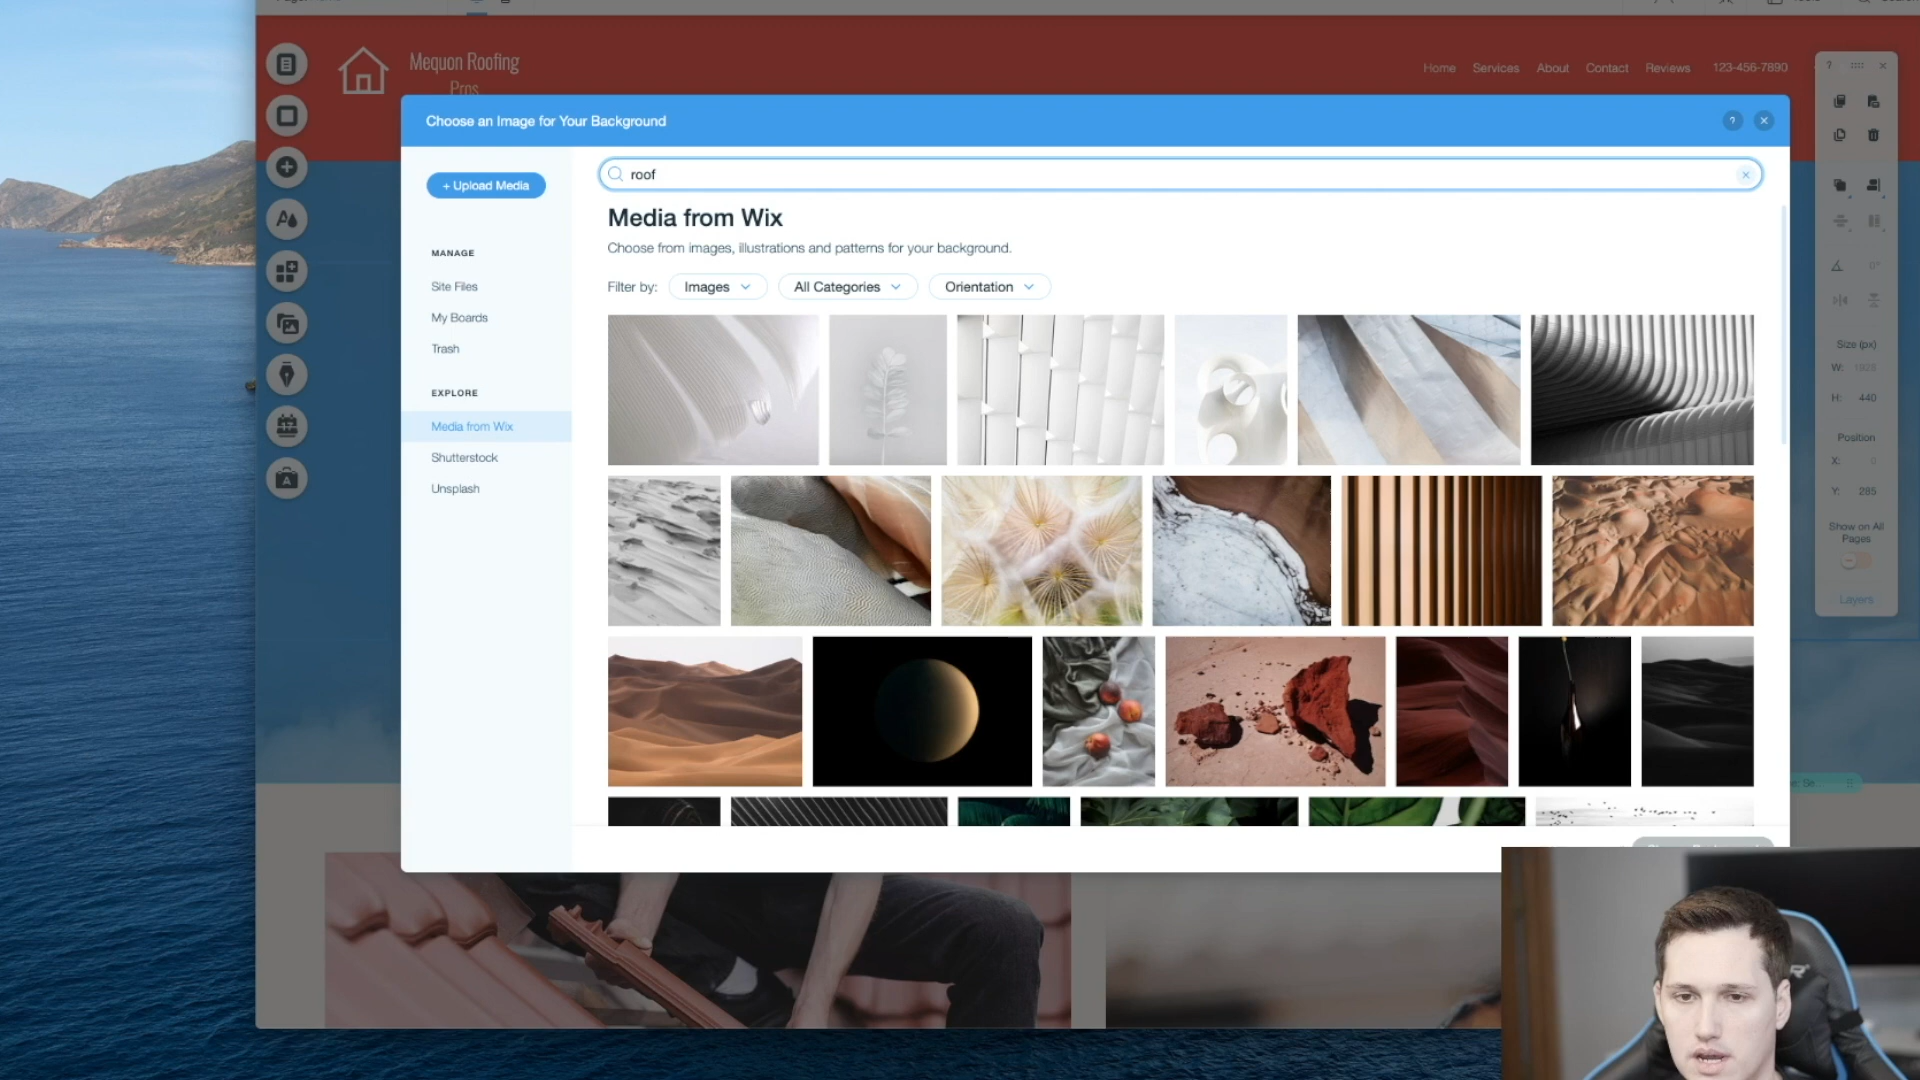 Mequon Roofing
Pros
Home Services About Contact Reviews 123-456-7890
Choose an Image for Your Background
?
+ Upload Media
roof
Media from Wix
Choose from images, illustrations and patterns for your background.
Filter by: Images All Categories Orientation
MANAGE
Site Files
My Boards
Trash
EXPLORE
Media from Wix
Shutterstock
Unsplash
?
0°
Size (px)
W: 1923
H: 440
Position
X: 0
Y: 285
Show on All
Pages
Layers